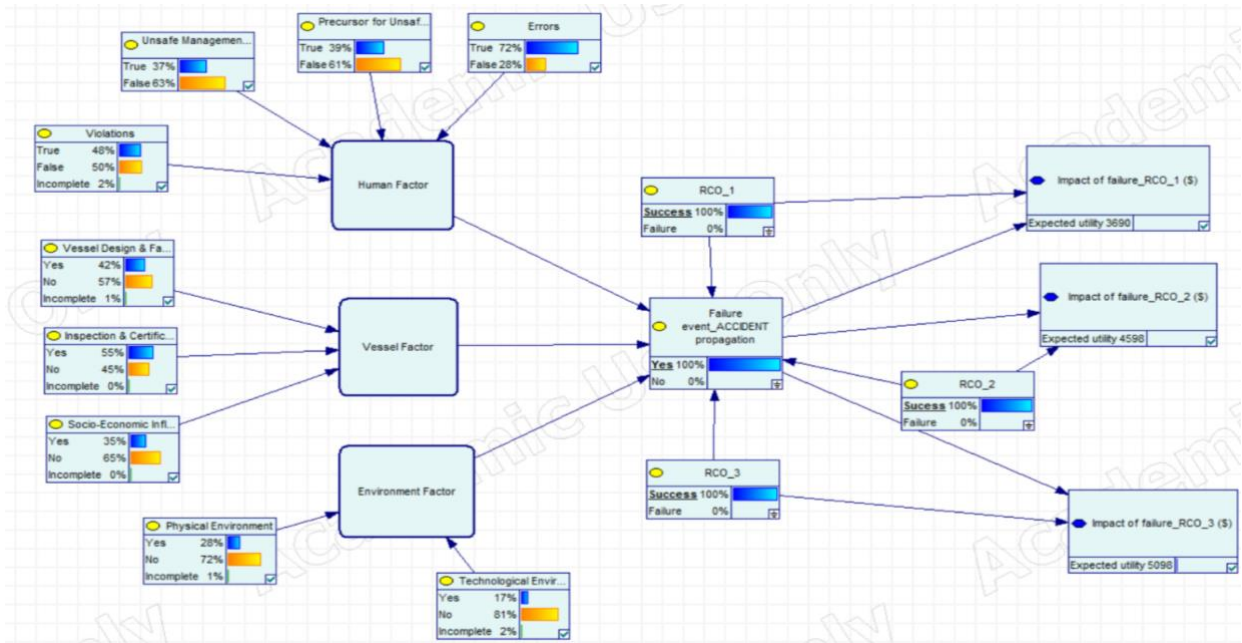 Unsafe Managemen...
True 37%
False 63%
Precursor for Unsaf...
True 39%
False 61%
Errors
True 72%
False 28%
Violations
True 48%
False 50%
Incomplete 2%
Human Factor
Vessel Design & Fa...
Yes 42%
No 57%
Incomplete 1%
Inspection & Certific...
Yes 55%
No 45%
Incomplete 0%
Socio-Economic Infl...
Yes 35%
No 65%
Incomplete 0%
Vessel Factor
Physical Environment
Yes 28%
No 72%
Incomplete 1%
Technological Envir...
Yes 17%
No 81%
Incomplete 2%
Environment Factor
RCO_1
Success 100%
Failure 0%
Failure
event_ACCIDENT
propagation
Yes 100%
No 0%
RCO_3
Success 100%
Failure 0%
RCO_2
Sucess 100%
Failure 0%
Impact of failure_RCO_1 ($)
Expected utility 3690
Impact of failure_RCO_2 ($)
Expected utility 4598
Impact of failure_RCO_3 ($)
Expected utility 5098
Academic Use Only